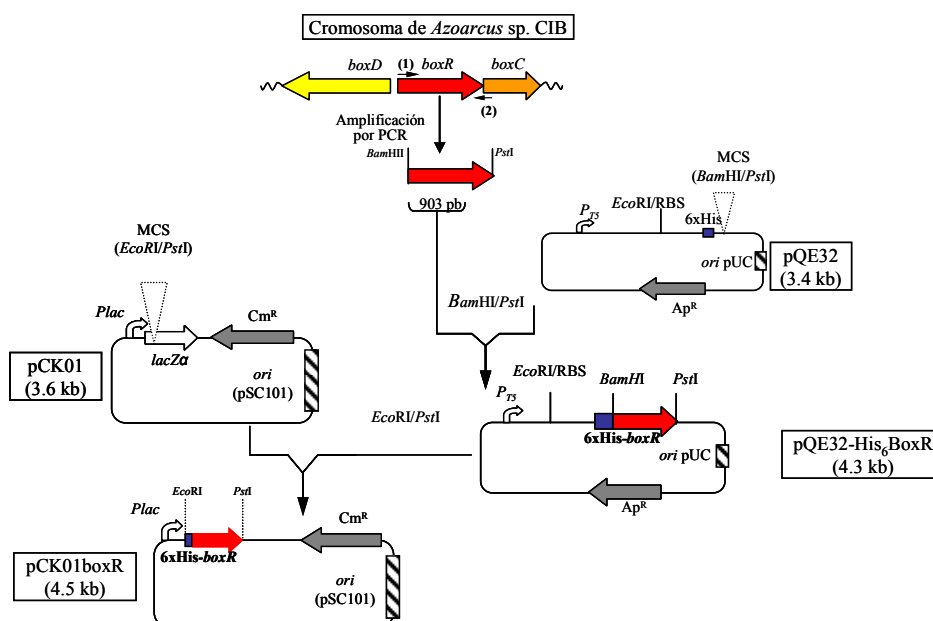 Cromosoma de Azoarcus sp. CIB
boxD
(1)
boxR
boxC
(2)
Amplificación
por PCR
BamHII
PstI
903 pb
MCS
(BamHI/PstI)
EcoRI/RBS
PT5
6xHis
ori pUC
ApR
pQE32
(3.4 kb)
MCS
(EcoRI/PstI)
Plac
CmR
lacZα
ori
(pSC101)
pCK01
(3.6 kb)
BamHI/PstI
EcoRI/RBS
BamHI
PstI
PT5
6xHis-boxR
ori pUC
ApR
pQE32-His6BoxR
(4.3 kb)
EcoRI/PstI
EcoRI
PstI
Plac
CmR
6xHis-boxR
ori
(pSC101)
pCK01boxR
(4.5 kb)